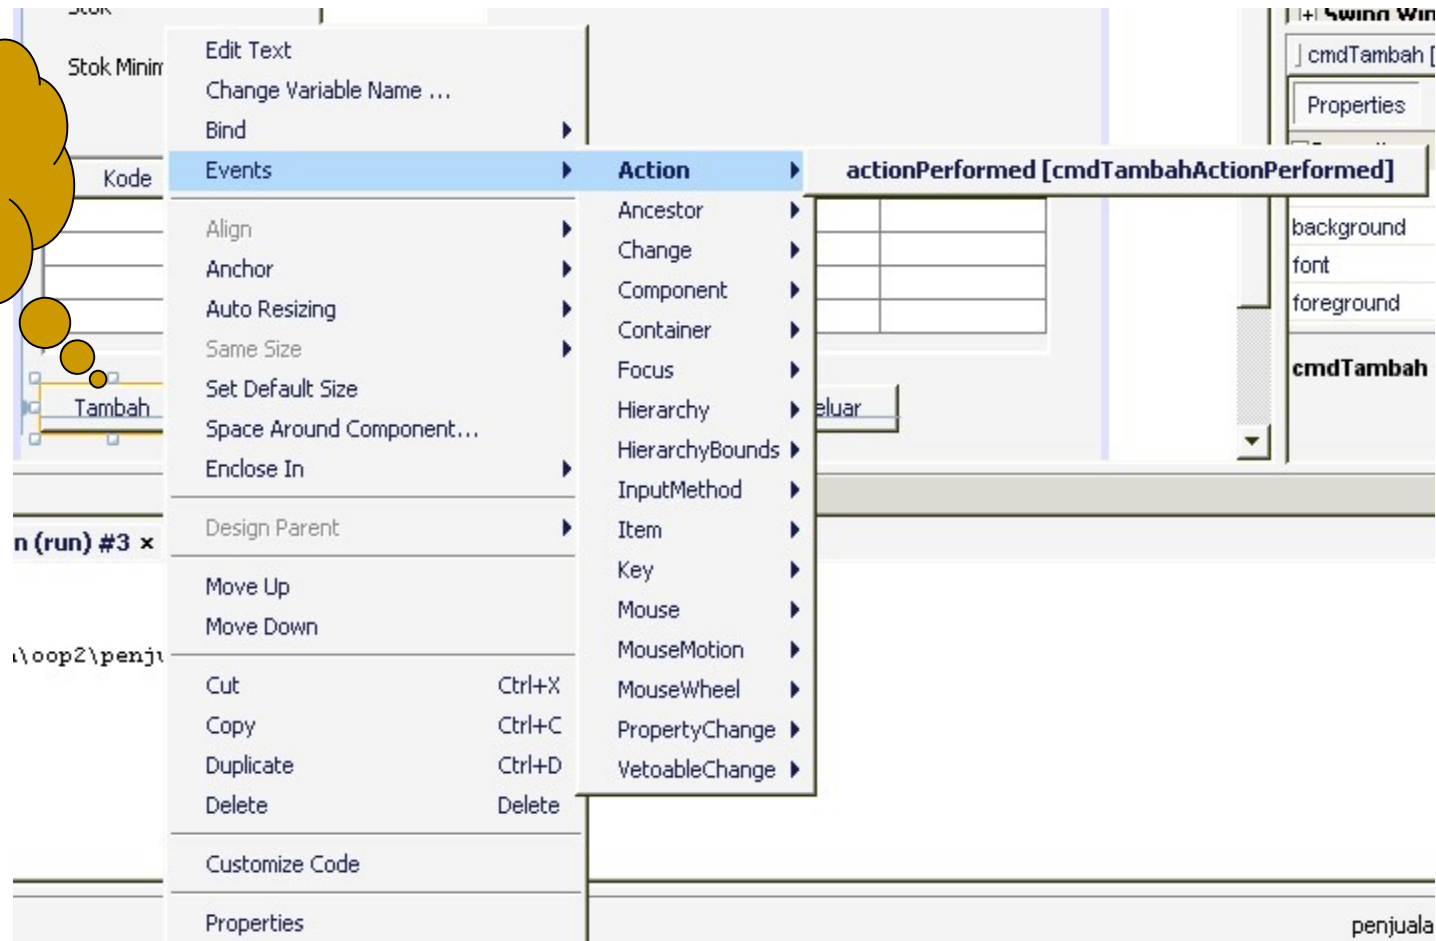 Stok
Swing Win
Stok Minim
cmdTambah [
Properties
Kode
Edit Text
Change Variable Name ...
Bind
Events
Align
Anchor
Auto Resizing
Same Size
Set Default Size
Space Around Component...
Enclose In
Design Parent
Move Up
Move Down
Cut Ctrl+X
Copy Ctrl+C
Duplicate Ctrl+D
Delete Delete
Customize Code
Properties
Action
Ancestor
Change
Component
Container
Focus
Hierarchy
HierarchyBounds
InputMethod
Item
Key
Mouse
MouseMotion
MouseWheel
PropertyChange
VetoableChange
actionPerformed [cmdTambahActionPerformed]
background
font
foreground
cmdTambah
Tambah
eluar
n (run) #3 ×
\oop2\penju
penjuala